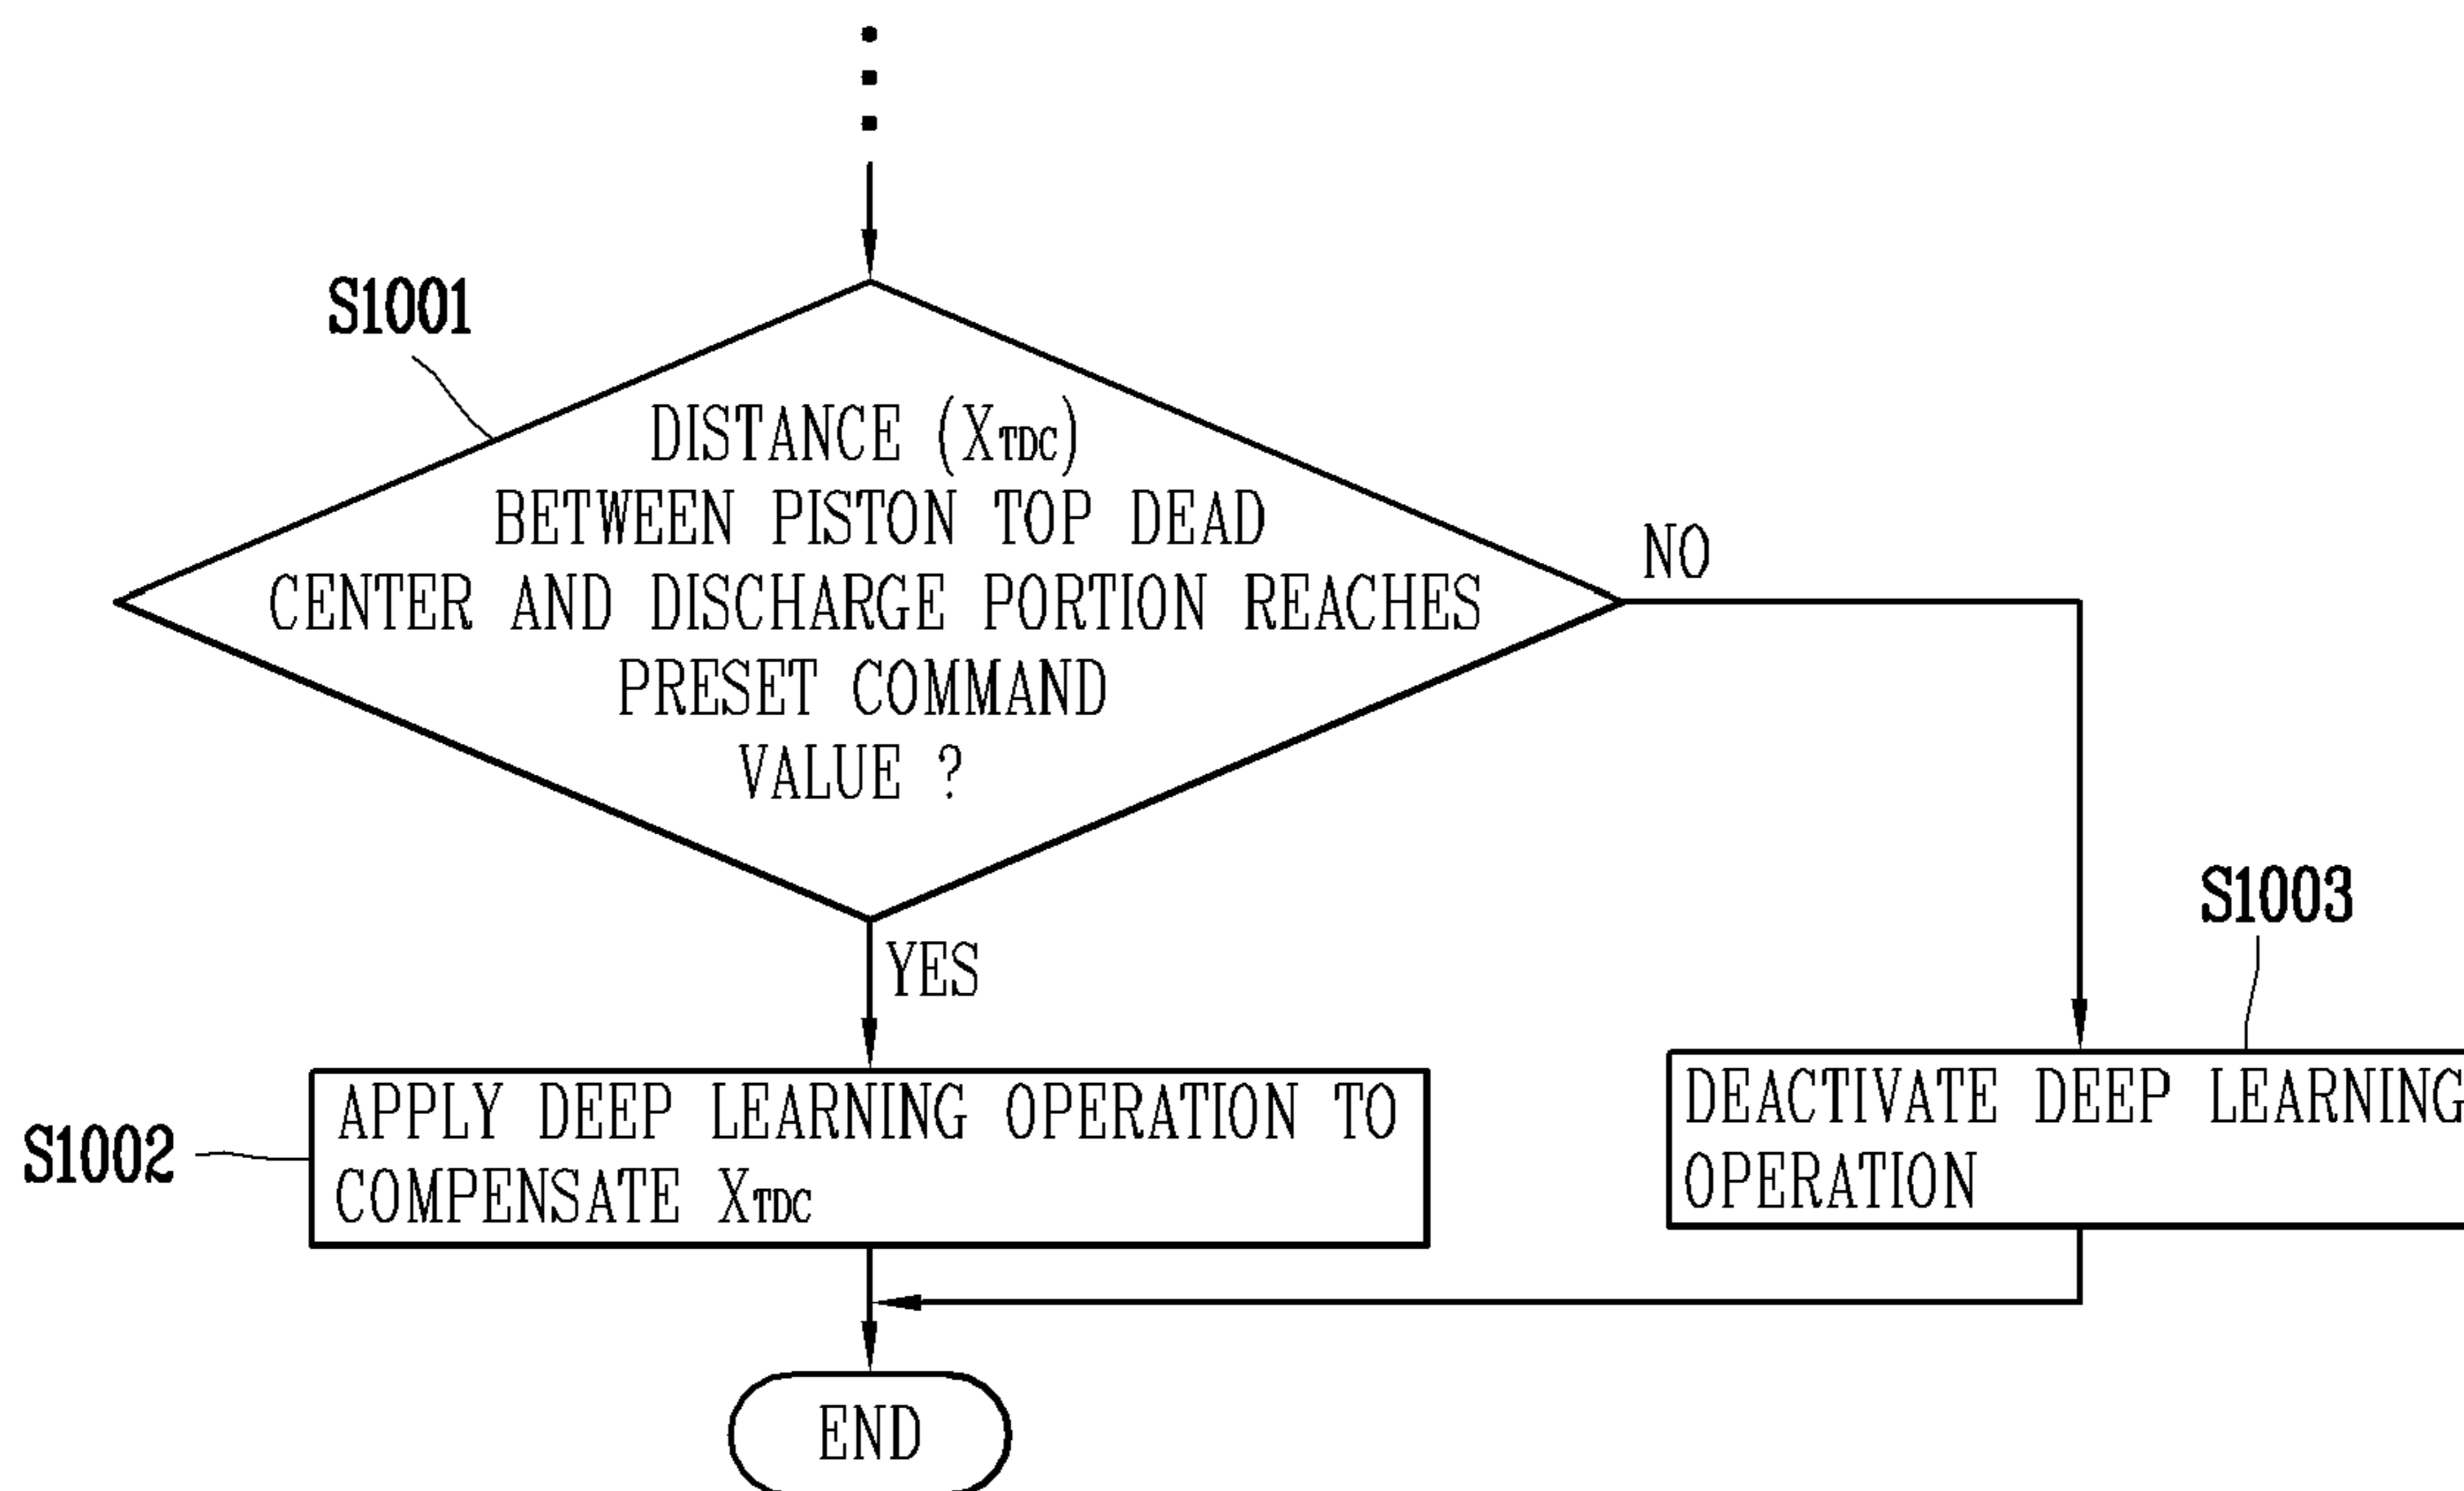 S1001
DISTANCE (XTDC)
BETWEEN PISTON TOP DEAD
CENTER AND DISCHARGE PORTION REACHES
PRESET COMMAND
VALUE ?
NO
YES
S1003
S1002
APPLY DEEP LEARNING OPERATION TO
COMPENSATE XTDC
DEACTIVATE DEEP LEARNING
OPERATION
END